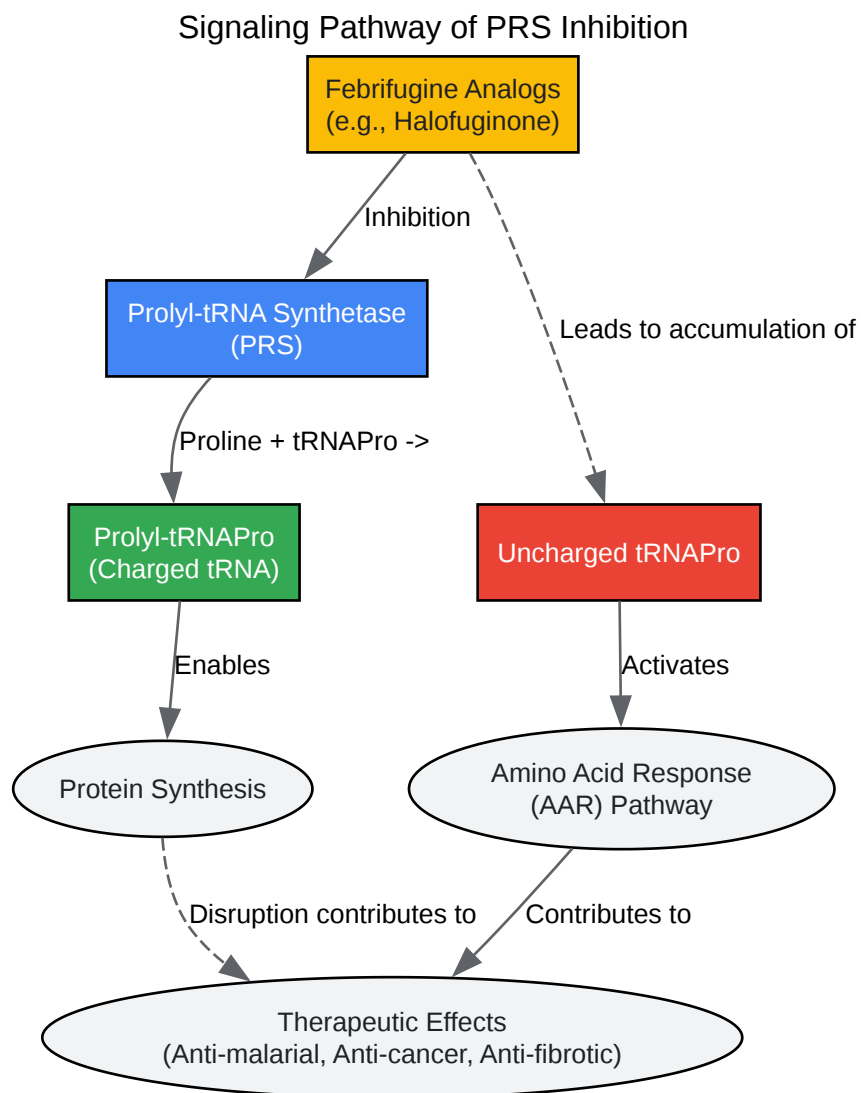 Signaling Pathway of PRS Inhibition
Febrifugine Analogs
(e.g., Halofuginone)
Inhibition
Prolyl-tRNA Synthetase
(PRS)
Leads to accumulation of
Proline + tRNAPro ->
Prolyl-tRNAPro
(Charged tRNA)
Uncharged tRNAPro
Enables
Activates
Protein Synthesis
Amino Acid Response
(AAR) Pathway
Disruption contributes to
Contributes to
Therapeutic Effects
(Anti-malarial, Anti-cancer, Anti-fibrotic)